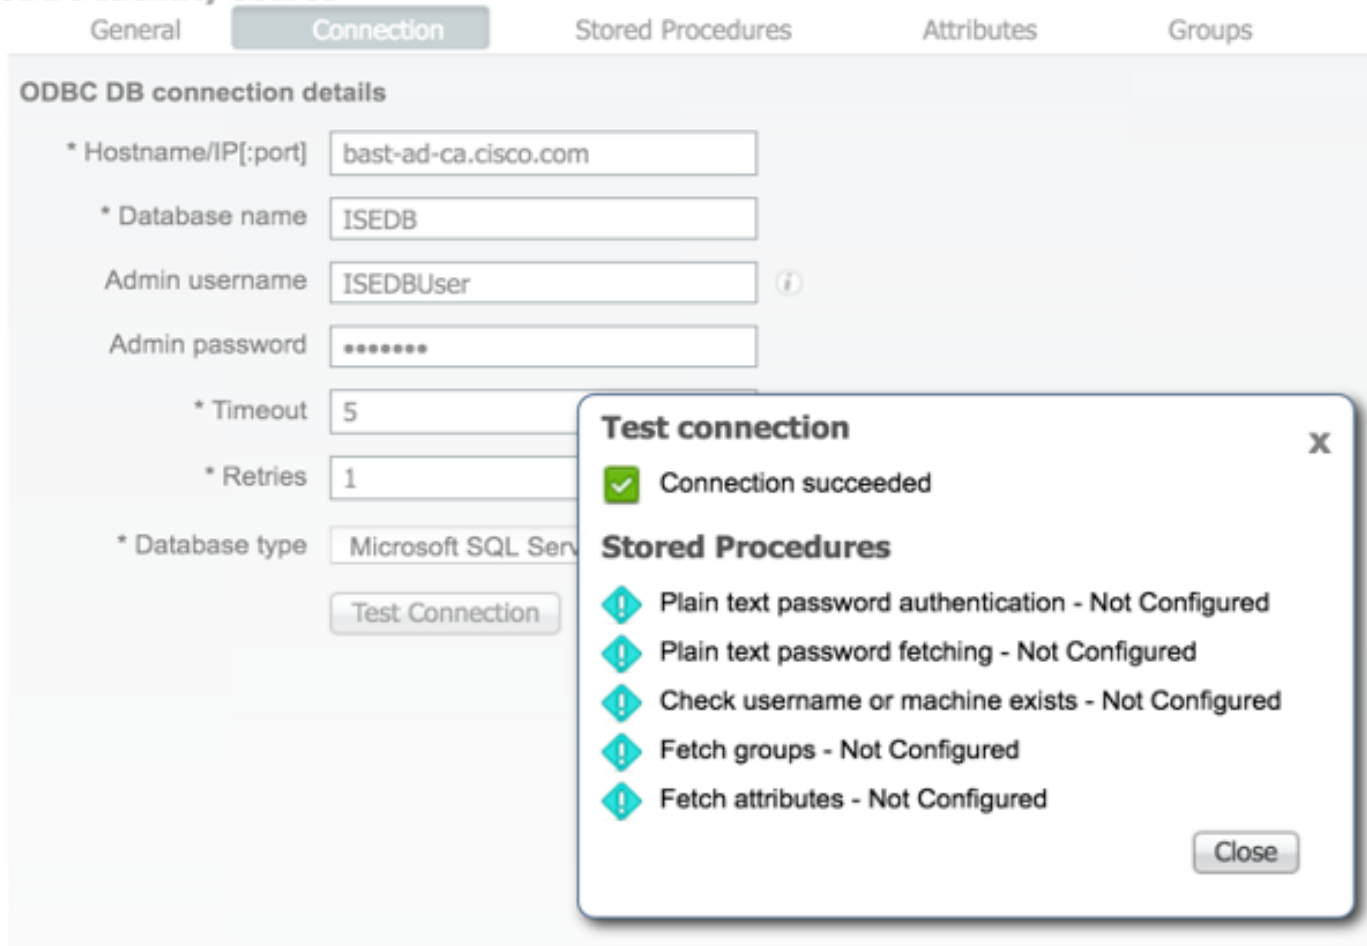 General Connection Stored Procedures Attributes Groups
ODBC DB connection details
* Hostname/IP[:port] bast-ad-ca.cisco.com
* Database name ISEDB
Admin username ISEDBUser
Admin password •••••••
* Timeout 5
* Retries 1
* Database type Microsoft SQL Serv
Test Connection
Test connection
X
Connection succeeded
Stored Procedures
Plain text password authentication - Not Configured
Plain text password fetching - Not Configured
Check username or machine exists - Not Configured
Fetch groups - Not Configured
Fetch attributes - Not Configured
Close